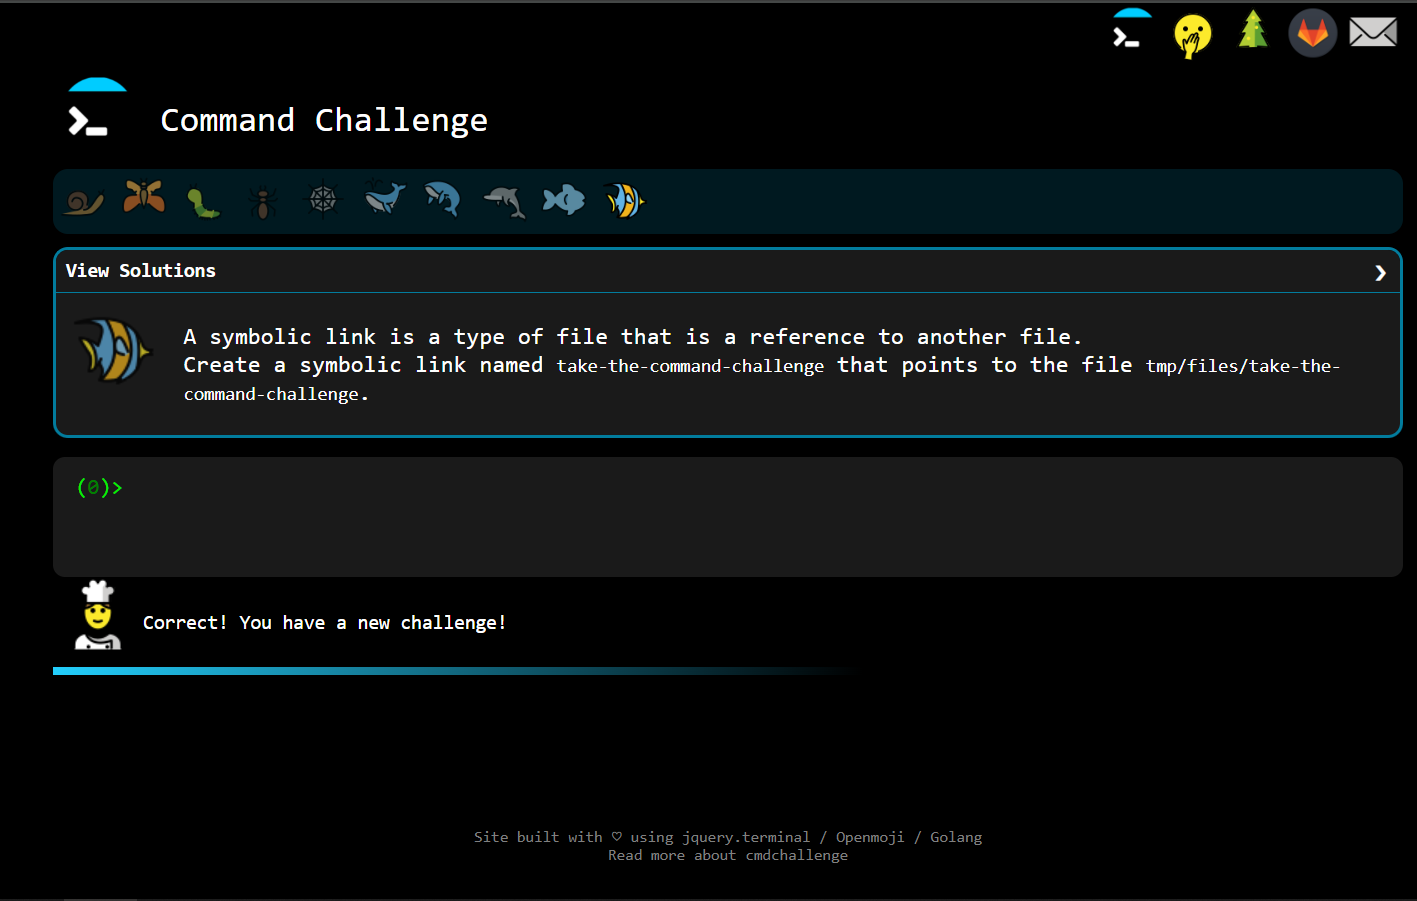 Command Challenge
View Solutions
A symbolic link is a type of file that is a reference to another file.
Create a symbolic link named take-the-command-challenge that points to the file tmp/files/take-the-
command-challenge.
(0)>
Correct! You have a new challenge!
Site built with ♡ using jquery.terminal / Openmoji / Golang
Read more about cmdchallenge